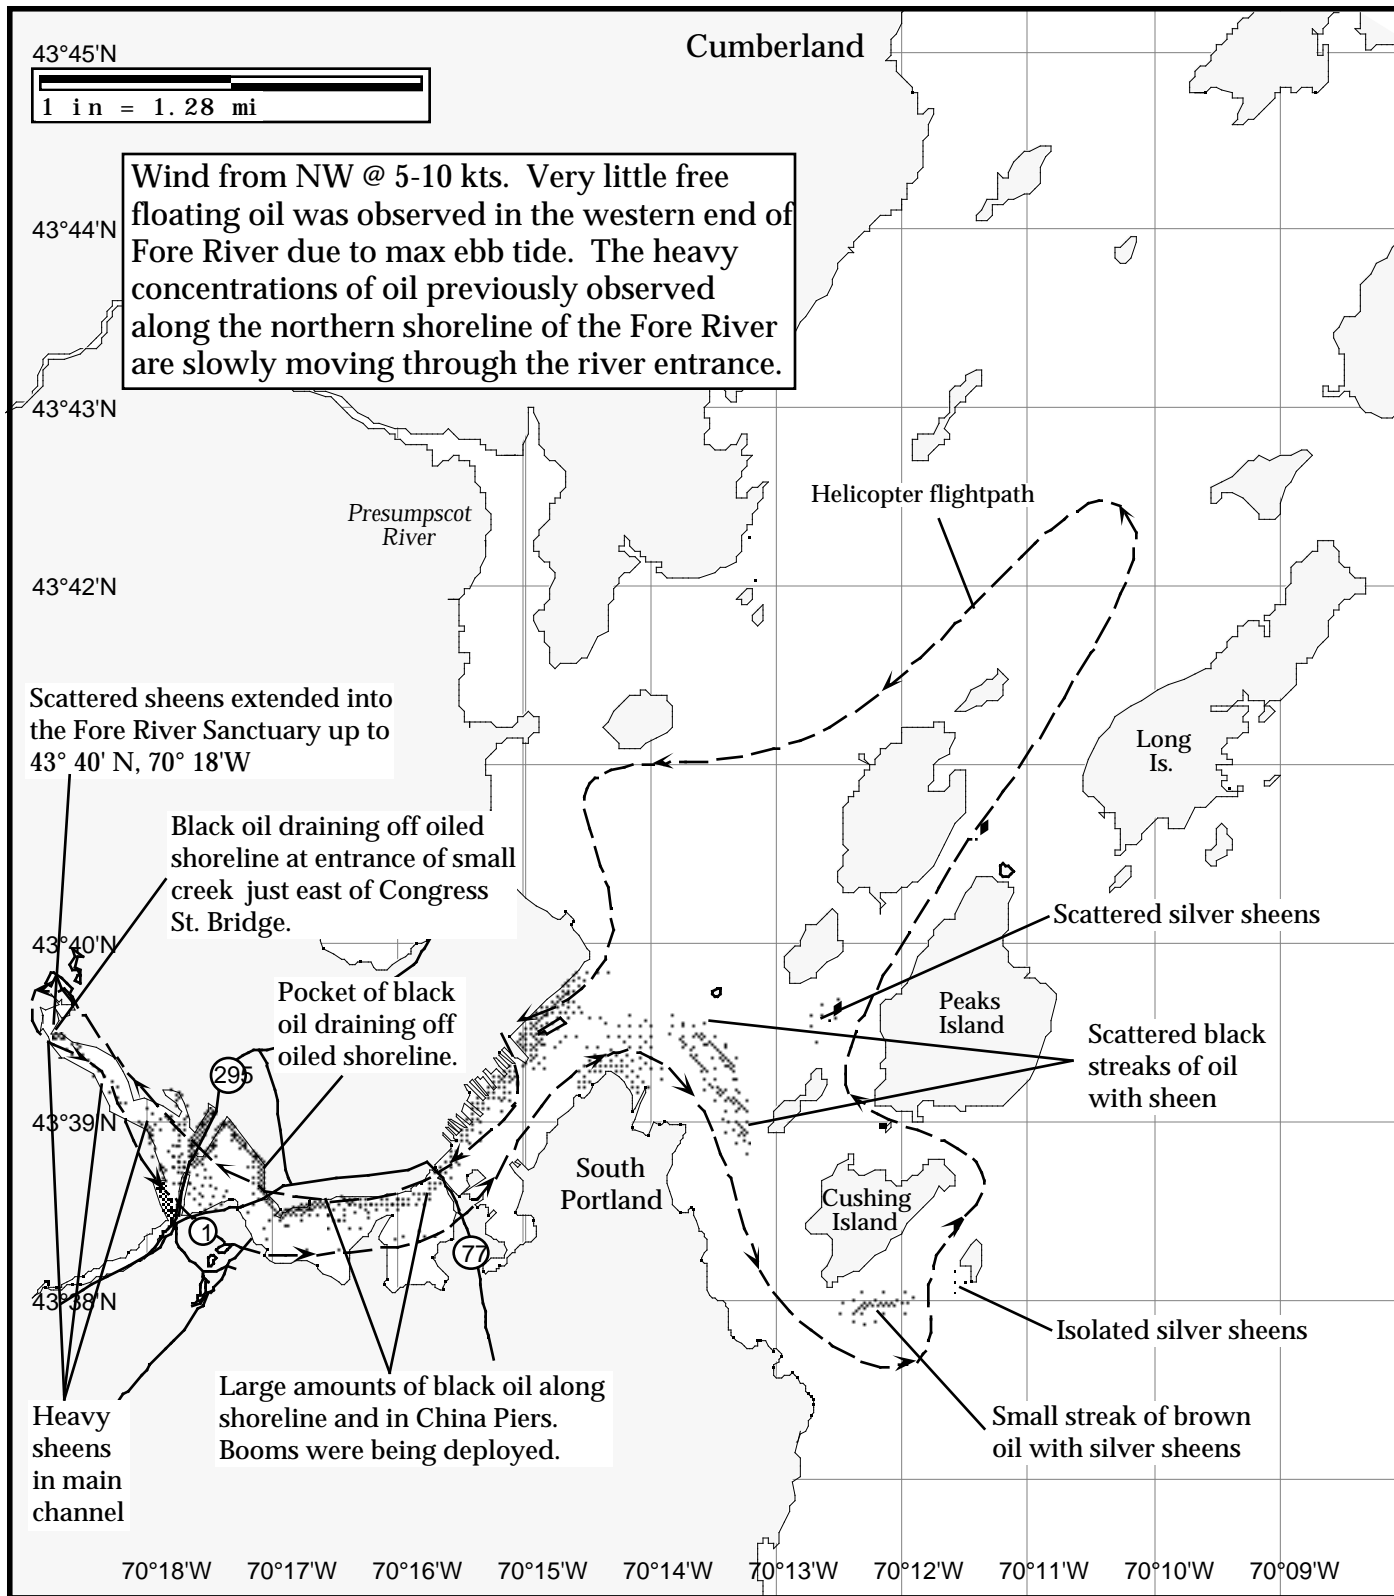 Cumberland
43°45'N
1 in = 1.28 mi
Wind from NW @ 5-10 kts. Very little free
floating oil was observed in the western end of
Fore River due to max ebb tide. The heavy
concentrations of oil previously observed
along the northern shoreline of the Fore River
are slowly moving through the river entrance.
43°44'N
43°43'N
Helicopter flightpath
Presumpscot
River
43°42'N
Scattered sheens extended into
the Fore River Sanctuary up to
43° 40' N, 70° 18'W
Long
Is.
Black oil draining off oiled
shoreline at entrance of small
creek just east of Congress
St. Bridge.
Scattered silver sheens
43°40'N
Pocket of black
oil draining off
oiled shoreline.
Peaks
Island
Scattered black
streaks of oil
with sheen
295
43°39'N
South
Portland
Cushing
Island
1
77
43°38'N
Isolated silver sheens
Large amounts of black oil along
shoreline and in China Piers.
Booms were being deployed.
Heavy
sheens
in main
channel
Small streak of brown
oil with silver sheens
70°18'W 70°17'W 70°16'W 70°15'W 70°14'W 70°13'W 70°12'W 70°11'W 70°10'W 70°09'W